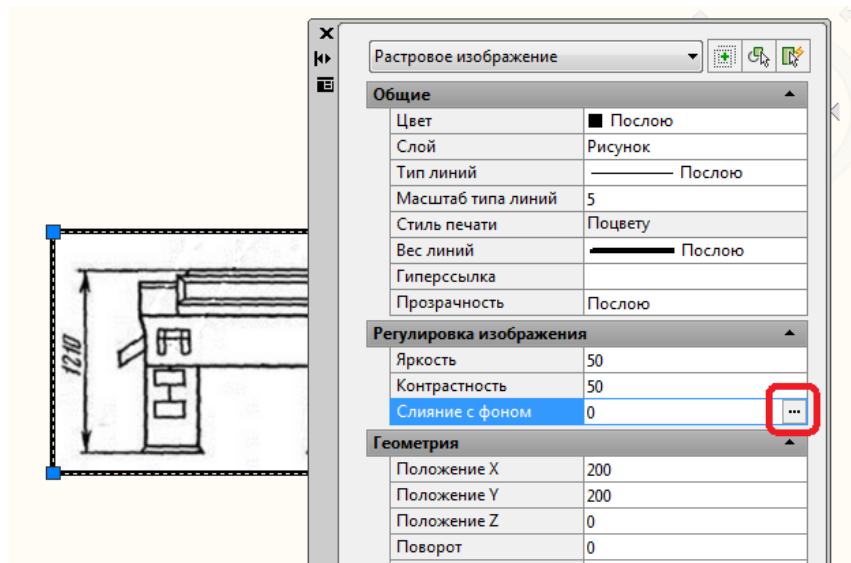 Растровое изображение
Общие
Цвет Послою
Слой Рисунок
Тип линий Послою
Масштаб типа линий 5
Стиль печати Поцвету
Вес линий Послою
Гиперссылка
Прозрачность Послою
Регулировка изображения
Яркость 50
Контрастность 50
Слияние с фоном 0 ...
Геометрия
Положение X 200
Положение Y 200
Положение Z 0
Поворот 0
1210